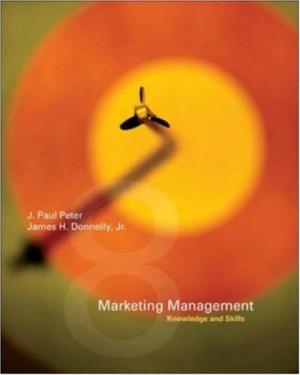 J. Paul Peter
James H. Donnelly, Jr.
8
Marketing Management
Knowledge and Skills